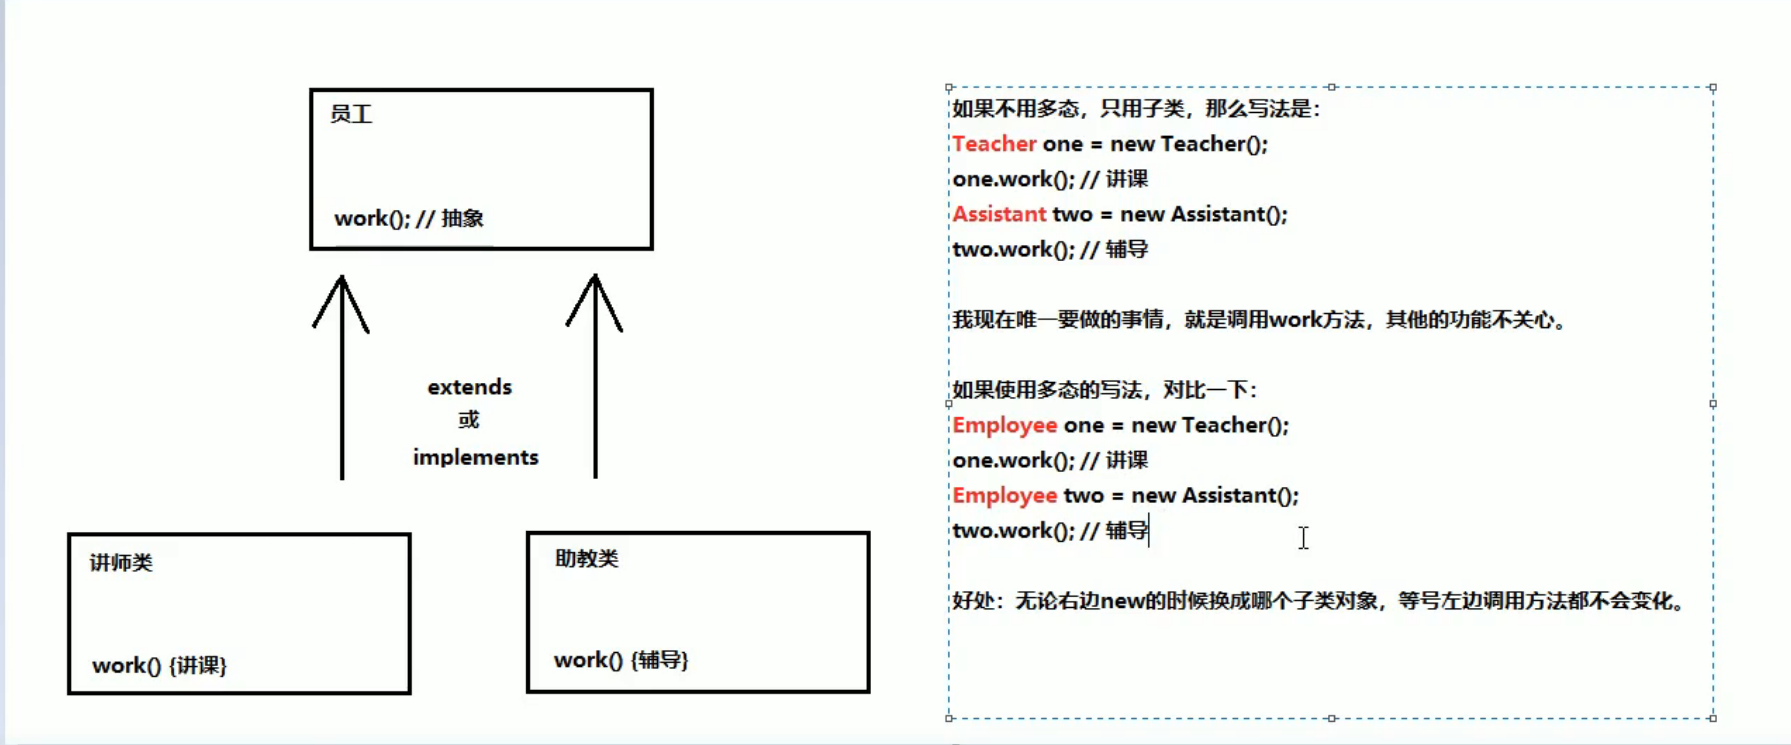 员工
work(); // 抽象
extends
或
implements
讲师类
work() {讲课}
助教类
work() {辅导}
如果不用多态，只用子类，那么写法是：
Teacher one = new Teacher();
one.work(); // 讲课
Assistant two = new Assistant();
two.work(); // 辅导
我现在唯一要做的事情，就是调用work方法，其他的功能不关心。
如果使用多态的写法，对比一下：
Employee one = new Teacher();
one.work(); // 讲课
Employee two = new Assistant();
two.work(); // 辅导
好处：无论右边new的时候换成哪个子类对象，等号左边调用方法都不会变化。